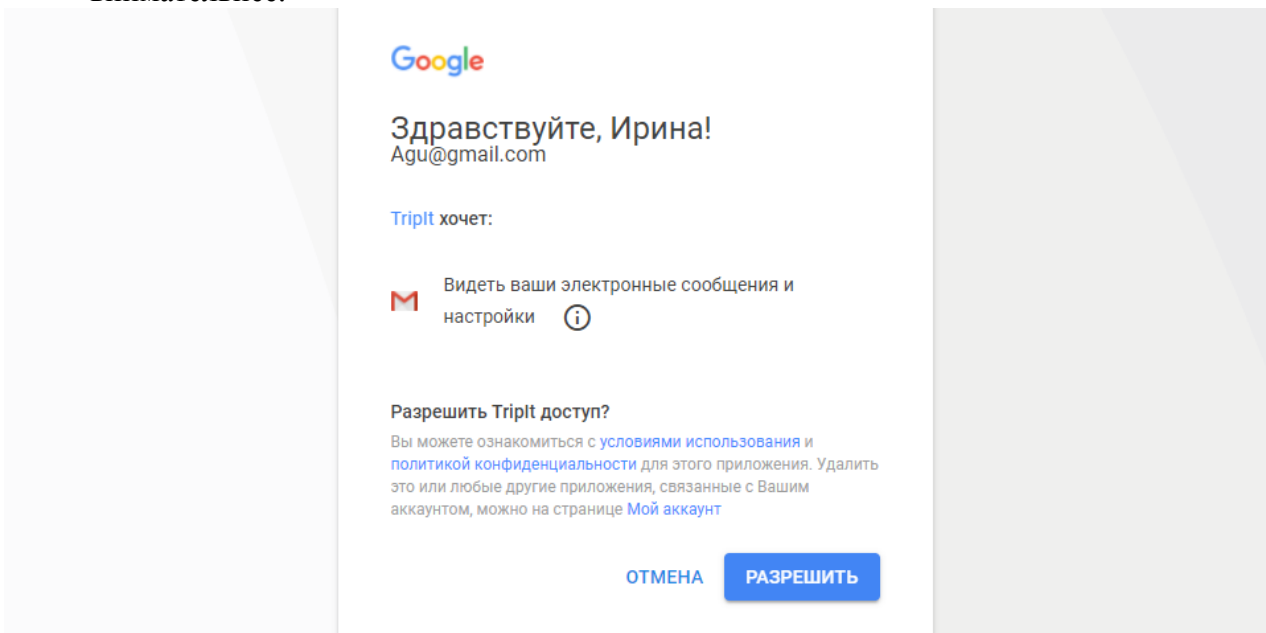 Google
Здравствуйте, Ирина!
Agu@gmail.com
TripIt хочет:
Видеть ваши электронные сообщения и
настройки
Разрешить TripIt доступ?
Вы можете ознакомиться с условиями использования и
политикой конфиденциальности для этого приложения. Удалить
это или любые другие приложения, связанные с Вашим
аккаунтом, можно на странице Мой аккаунт
ОТМЕНА РАЗРЕШИТЬ